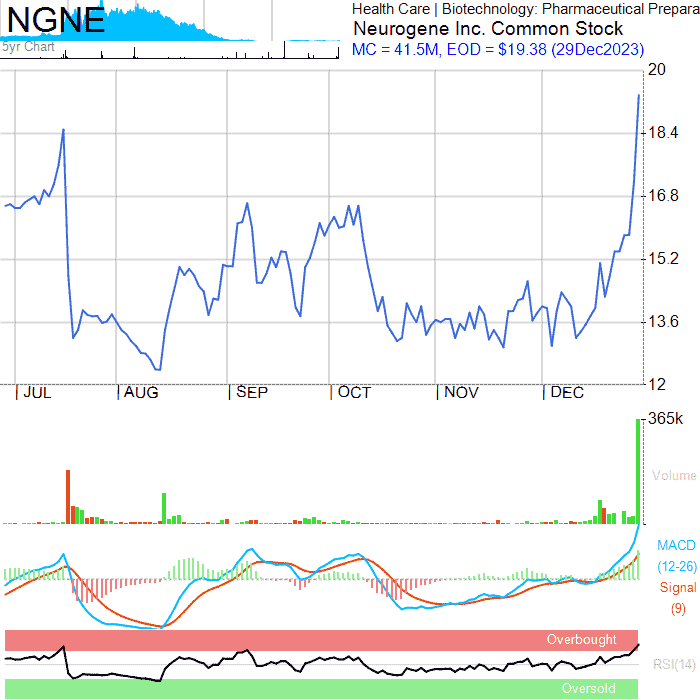 NGNE
5yr Chart
Health Care | Biotechnology: Pharmaceutical Prepara
Neurogene Inc. Common Stock
MC = 41.5M, EOD = $19.38 (29Dec2023)
20
18.4
16.8
15.2
13.6
12
JUL AUG SEP OCT NOV DEC
365k
Volume
MACD
(12-26)
Signal
(9)
Overbought
RSI(14)
Oversold